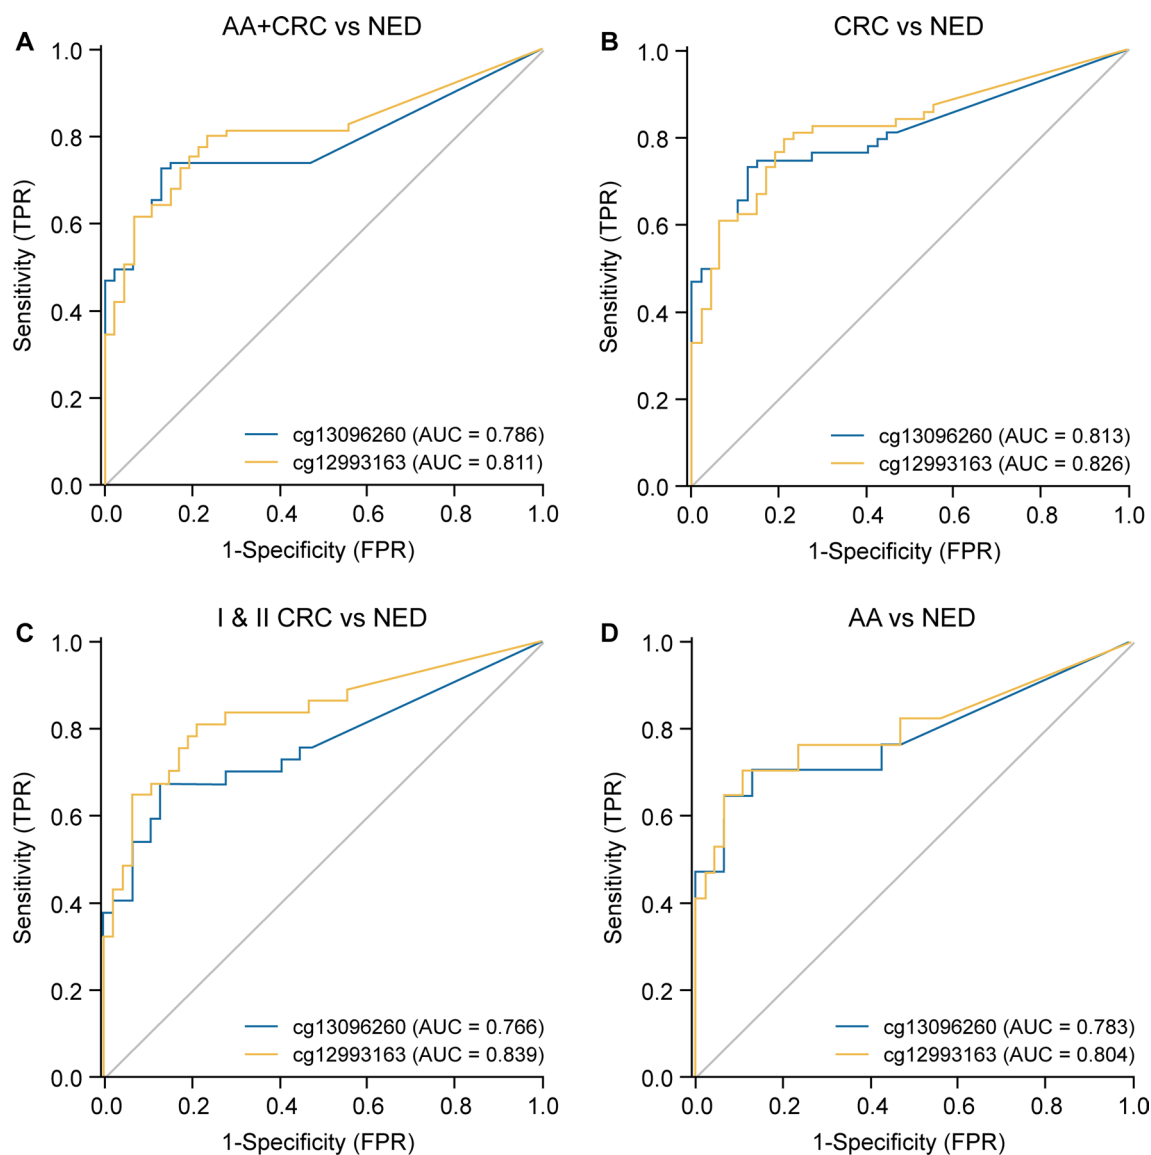 A
AA+CRC vs NED
Sensitivity (TPR)
1.0
0.8
0.6
0.4
0.2
0.0
cg13096260 (AUC = 0.786)
cg12993163 (AUC = 0.811)
0.0 0.2 0.4 0.6 0.8 1.0
1-Specificity (FPR)
B
CRC vs NED
Sensitivity (TPR)
1.0
0.8
0.6
0.4
0.2
0.0
cg13096260 (AUC = 0.813)
cg12993163 (AUC = 0.826)
0.0 0.2 0.4 0.6 0.8 1.0
1-Specificity (FPR)
C
I & II CRC vs NED
Sensitivity (TPR)
1.0
0.8
0.6
0.4
0.2
0.0
cg13096260 (AUC = 0.766)
cg12993163 (AUC = 0.839)
0.0 0.2 0.4 0.6 0.8 1.0
1-Specificity (FPR)
D
AA vs NED
Sensitivity (TPR)
1.0
0.8
0.6
0.4
0.2
0.0
cg13096260 (AUC = 0.783)
cg12993163 (AUC = 0.804)
0.0 0.2 0.4 0.6 0.8 1.0
1-Specificity (FPR)